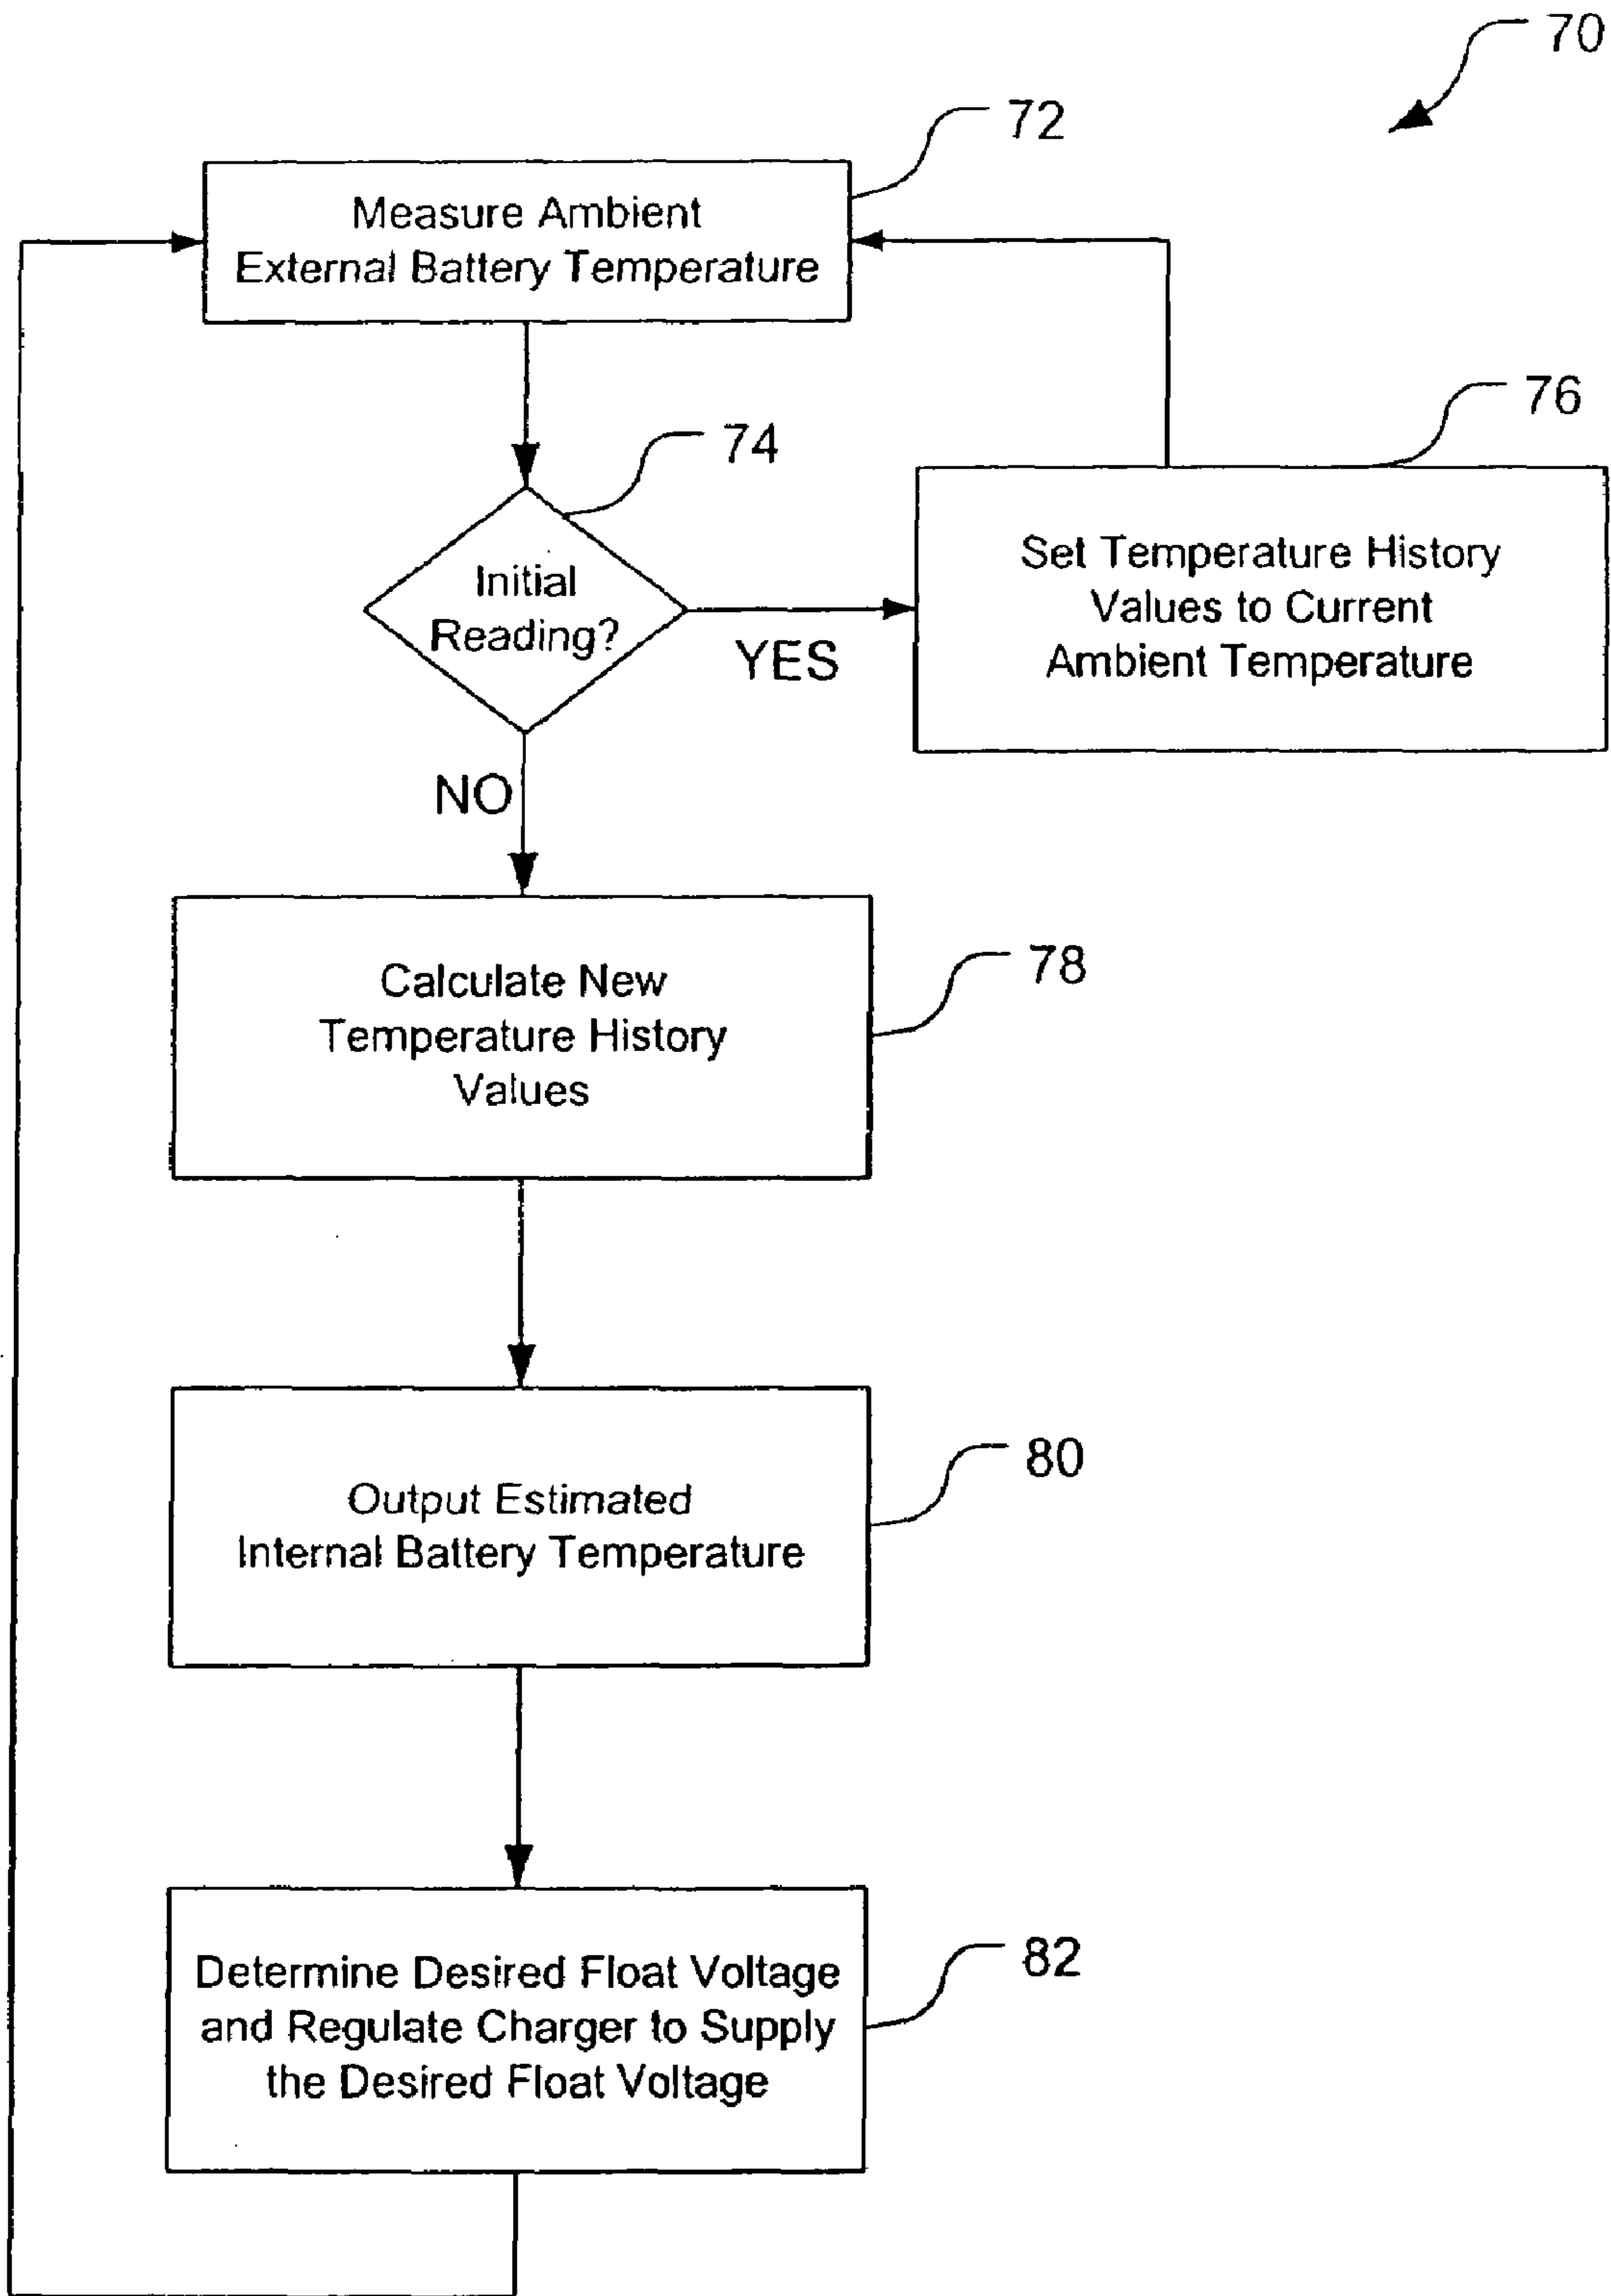 70
72
Measure Ambient
External Battery Temperature
74
Initial
Reading?
YES
76
Set Temperature History
Values to Current
Ambient Temperature
NO
78
Calculate New
Temperature History
Values
80
Output Estimated
Internal Battery Temperature
82
Determine Desired Float Voltage
and Regulate Charger to Supply
the Desired Float Voltage